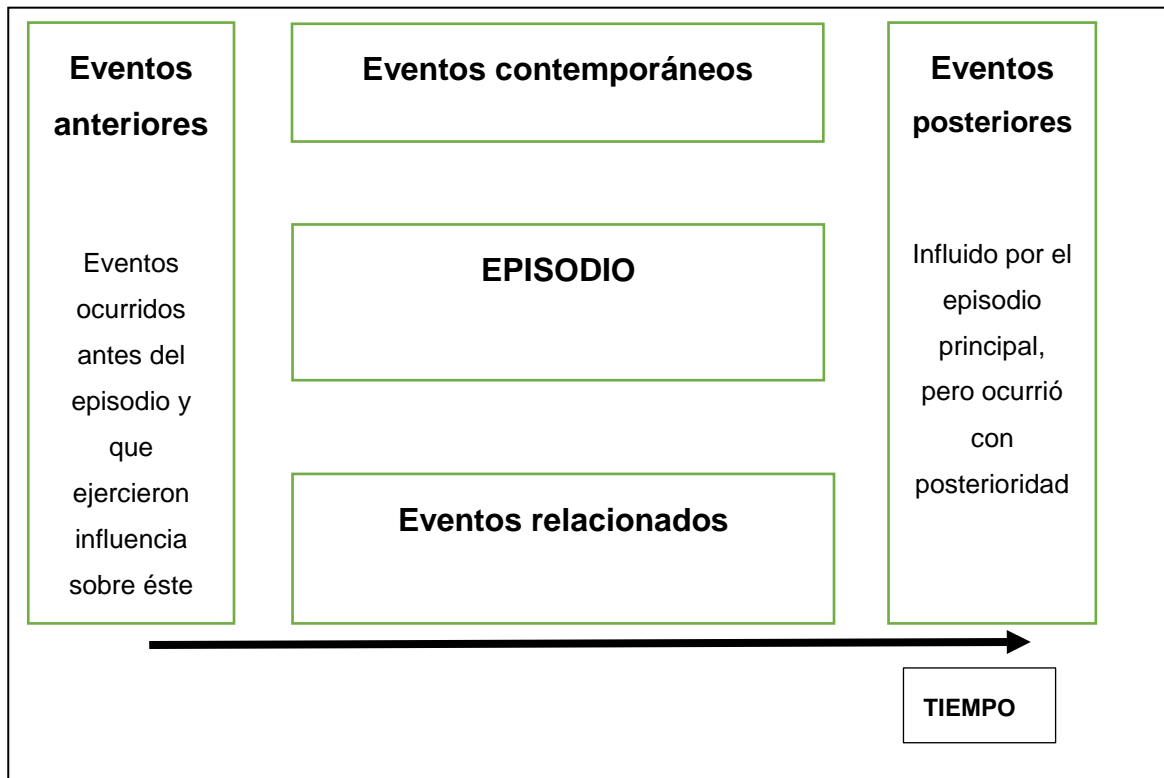 Eventos
anteriores
Eventos
ocurridos
antes del
episodio y
que
ejercieron
influencia
sobre éste
Eventos contemporáneos
EPISODIO
Eventos relacionados
Eventos
posteriores
Influido por el
episodio
principal,
pero ocurrió
con
posterioridad
TIEMPO